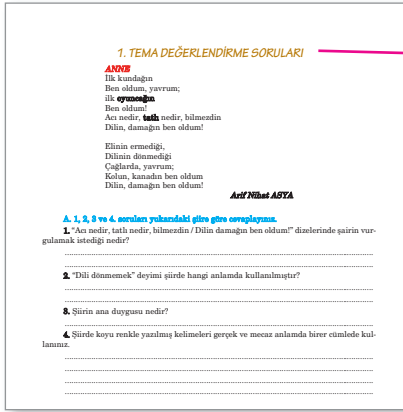 1. TEMA DEĞERLENDİRME SORULARI
ANNE
İlk kundağın
Ben oldum, yavrum;
ilk oyuncağın
Ben oldum!
Acı nedir, tatlı nedir, bilmezdin
Dilin, damağın ben oldum!
Elinin ermediği,
Dilinin dönmediği
Çağlarda, yavrum;
Kolun, kanadın ben oldum
Dilin, damağın ben oldum!
Arif Nihat ASYA
A. 1, 2, 3 ve 4. soruları yukarıdaki şiire göre cevaplayınız.
1. "Acı nedir, tatlı nedir, bilmezdin / Dilin damağın ben oldum!" dizelerinde şairin vur-
gulamak istediği nedir?
2. "Dili dönmemek" deyimi şiirde hangi anlamda kullanılmıştır?
3. Şiirin ana duygusu nedir?
4. Şiirde koyu renkle yazılmış kelimeleri gerçek ve mecaz anlamda birer cümlede kul-
lanınız.